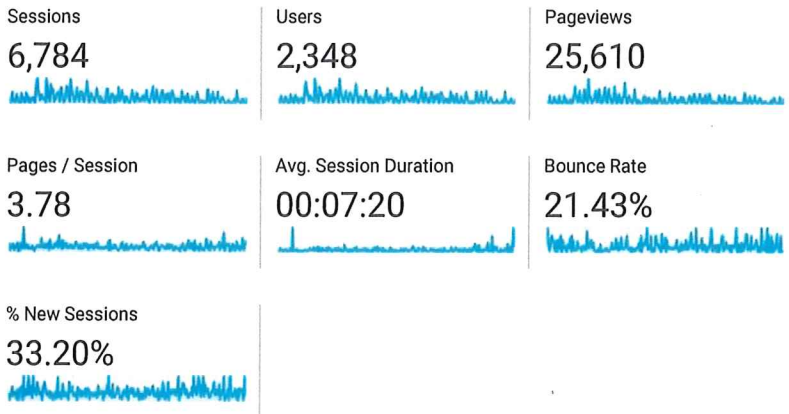 Sessions
6,784
Users
2,348
Pageviews
25,610
Pages / Session
3.78
Avg. Session Duration
00:07:20
Bounce Rate
21.43%
% New Sessions
33.20%